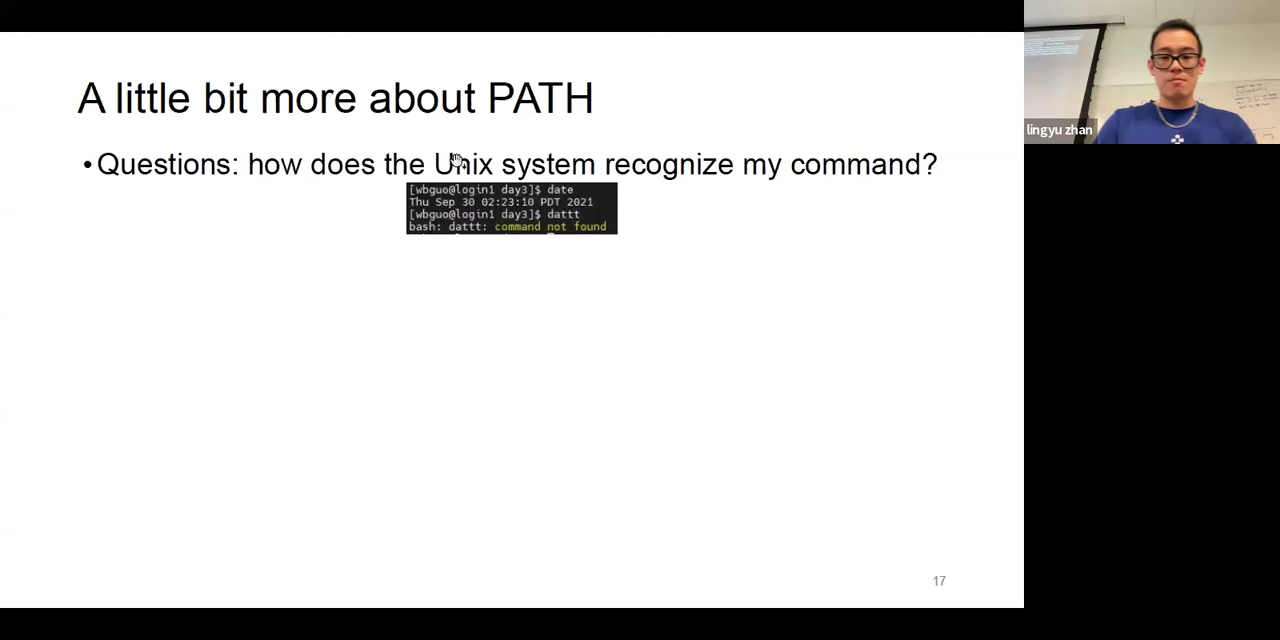 A little bit more about PATH
• Questions: how does the Unix system recognize my command?
[wbguo@login1 day3]$ date
Thu Sep 30 02:23:10 PDT 2021
[wbguo@login1 day3]$ dattt
bash: dattt: command not found
17
lingyu zhan